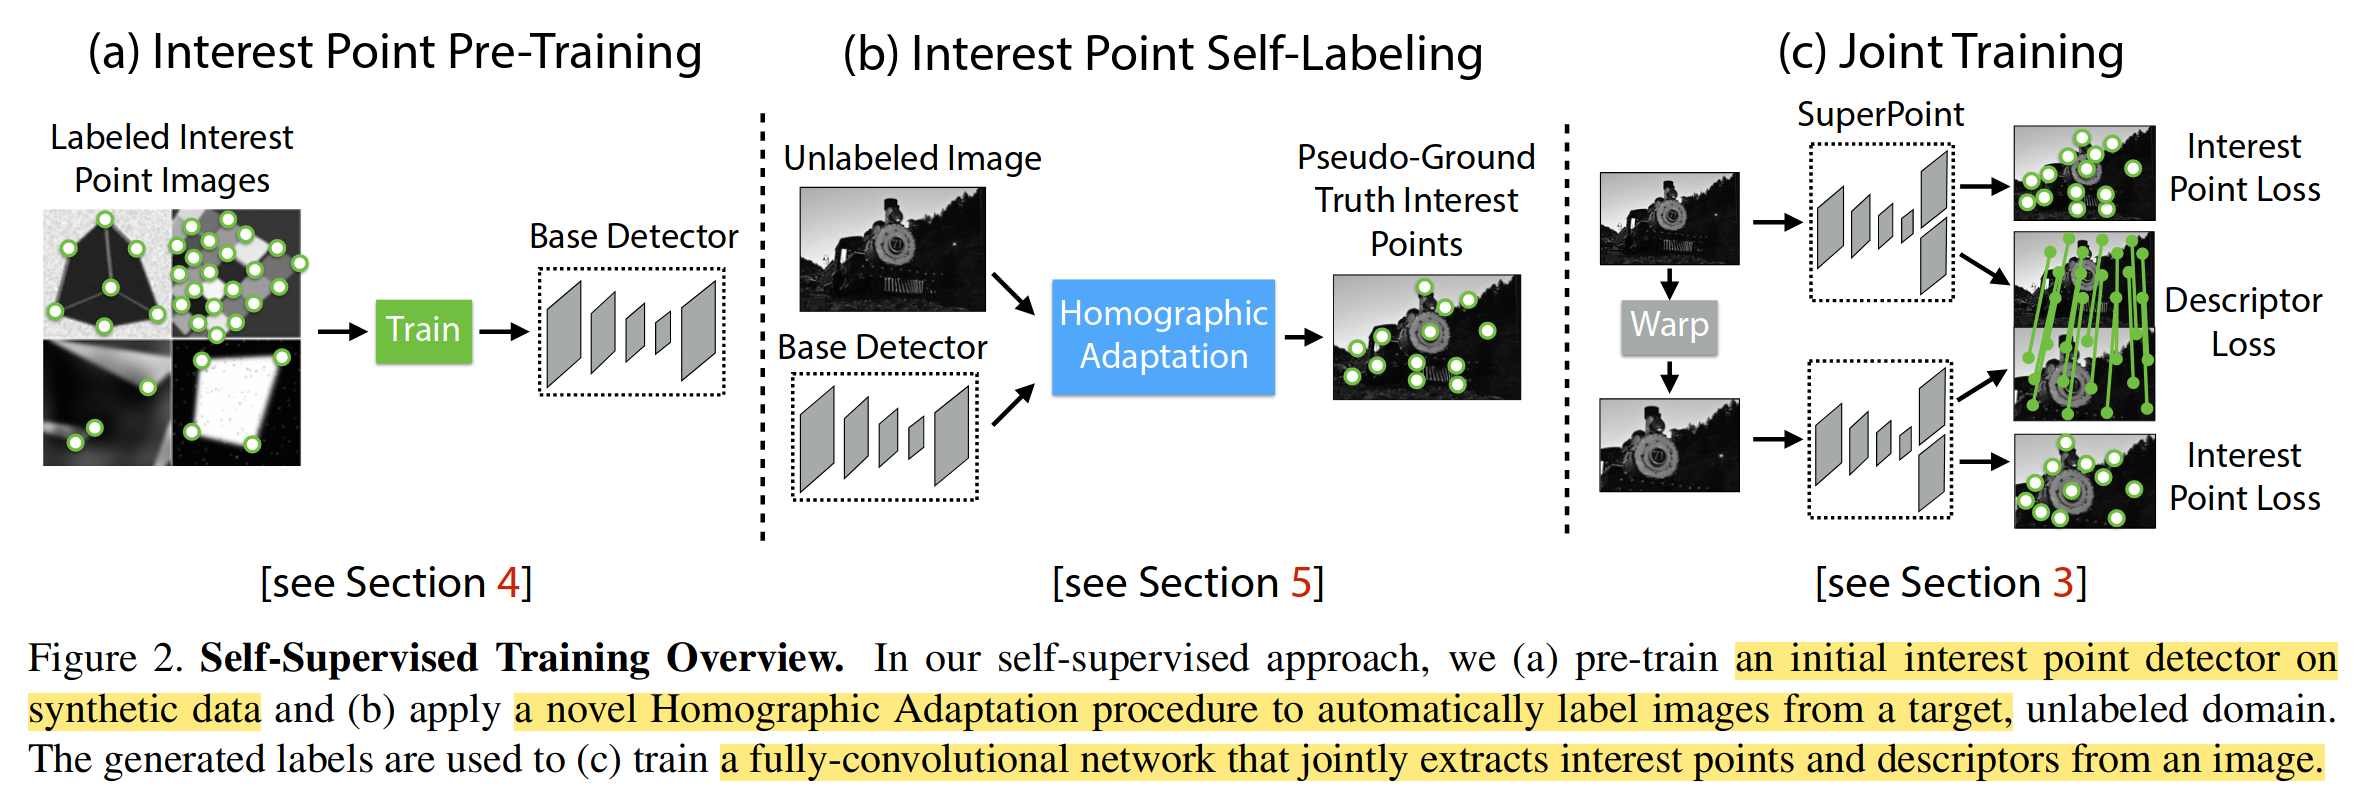 (a) Interest Point Pre-Training
Labeled Interest
Point Images
Train
Base Detector
[see Section 4]
(b) Interest Point Self-Labeling
Unlabeled Image
Base Detector
Homographic
Adaptation
Pseudo-Ground
Truth Interest
Points
[see Section 5]
(c) Joint Training
SuperPoint
Warp
Interest
Point Loss
Descriptor
Loss
Interest
Point Loss
[see Section 3]
Figure 2. Self-Supervised Training Overview. In our self-supervised approach, we (a) pre-train an initial interest point detector on
synthetic data and (b) apply a novel Homographic Adaptation procedure to automatically label images from a target, unlabeled domain.
The generated labels are used to (c) train a fully-convolutional network that jointly extracts interest points and descriptors from an image.